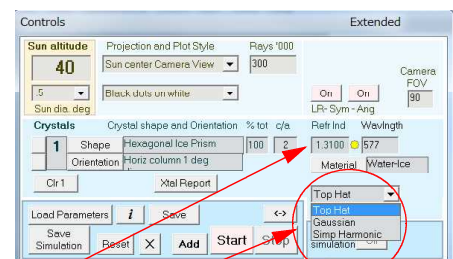 Controls Extended
Sun altitude Projection and Plot Style Rays '000
40 Sun center Camera View 300
Camera
FOV
.5 Black dots on white On On 90
Sun dia. deg LR- Sym - Ang
Crystals Crystal shape and Orientation % tot c/a Refr Ind Wavlngth
1 Shape Hexagonal Ice Prism 100 2 1.3100 577
Orientation Horiz column 1 deg Material Water-Ice
Clr 1 Xtal Report
Top Hat
Load Parameters i Save <-> Top Hat
Gaussian
Save
Simulation Reset X Add Start Stop Simp Harmonic
simulation Off